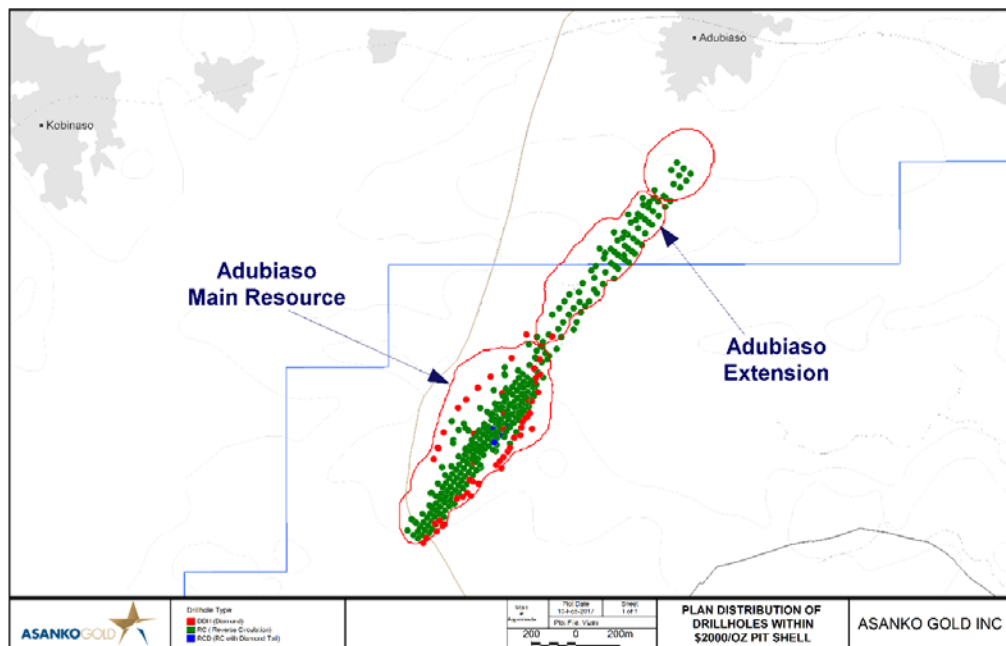 Adubiaso
Kobinaso
Adubiaso
Main Resource
Adubiaso
Extension
ASANKOGOLD
Drillhole Type
DDH (Diamond)
RC (Reverse Circulation)
RCD (RC with Diamond Tail)
Plot Date
Sheet
1 of 1
200 0 200m
PLAN DISTRIBUTION OF
DRILLHOLES WITHIN
$2000/OZ PIT SHELL
ASANKO GOLD INC